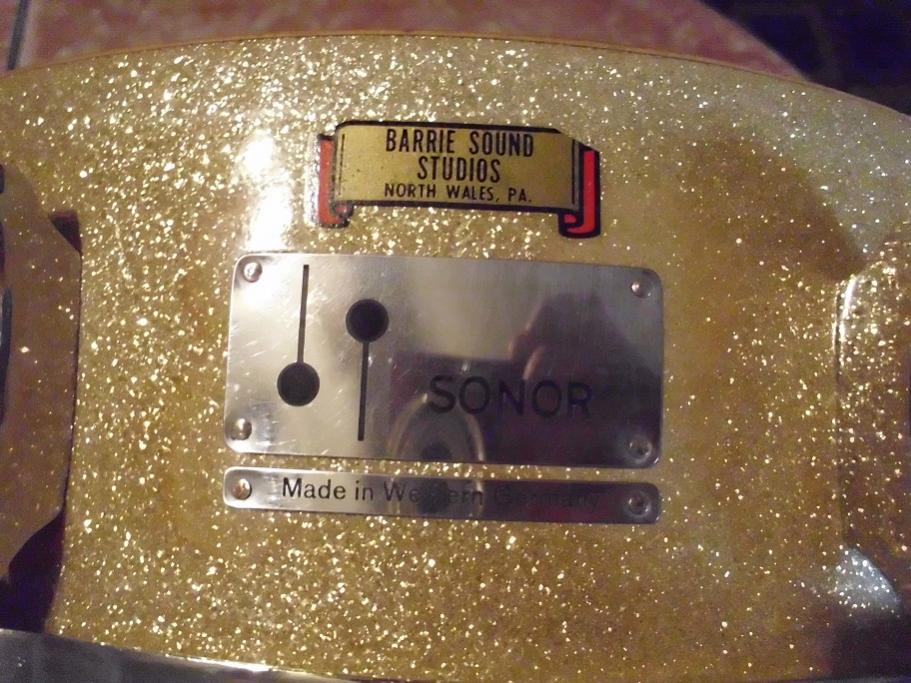 BARRIE SOUND
STUDIOS
NORTH WALES, PA.
SONOR
Made in Western Germany